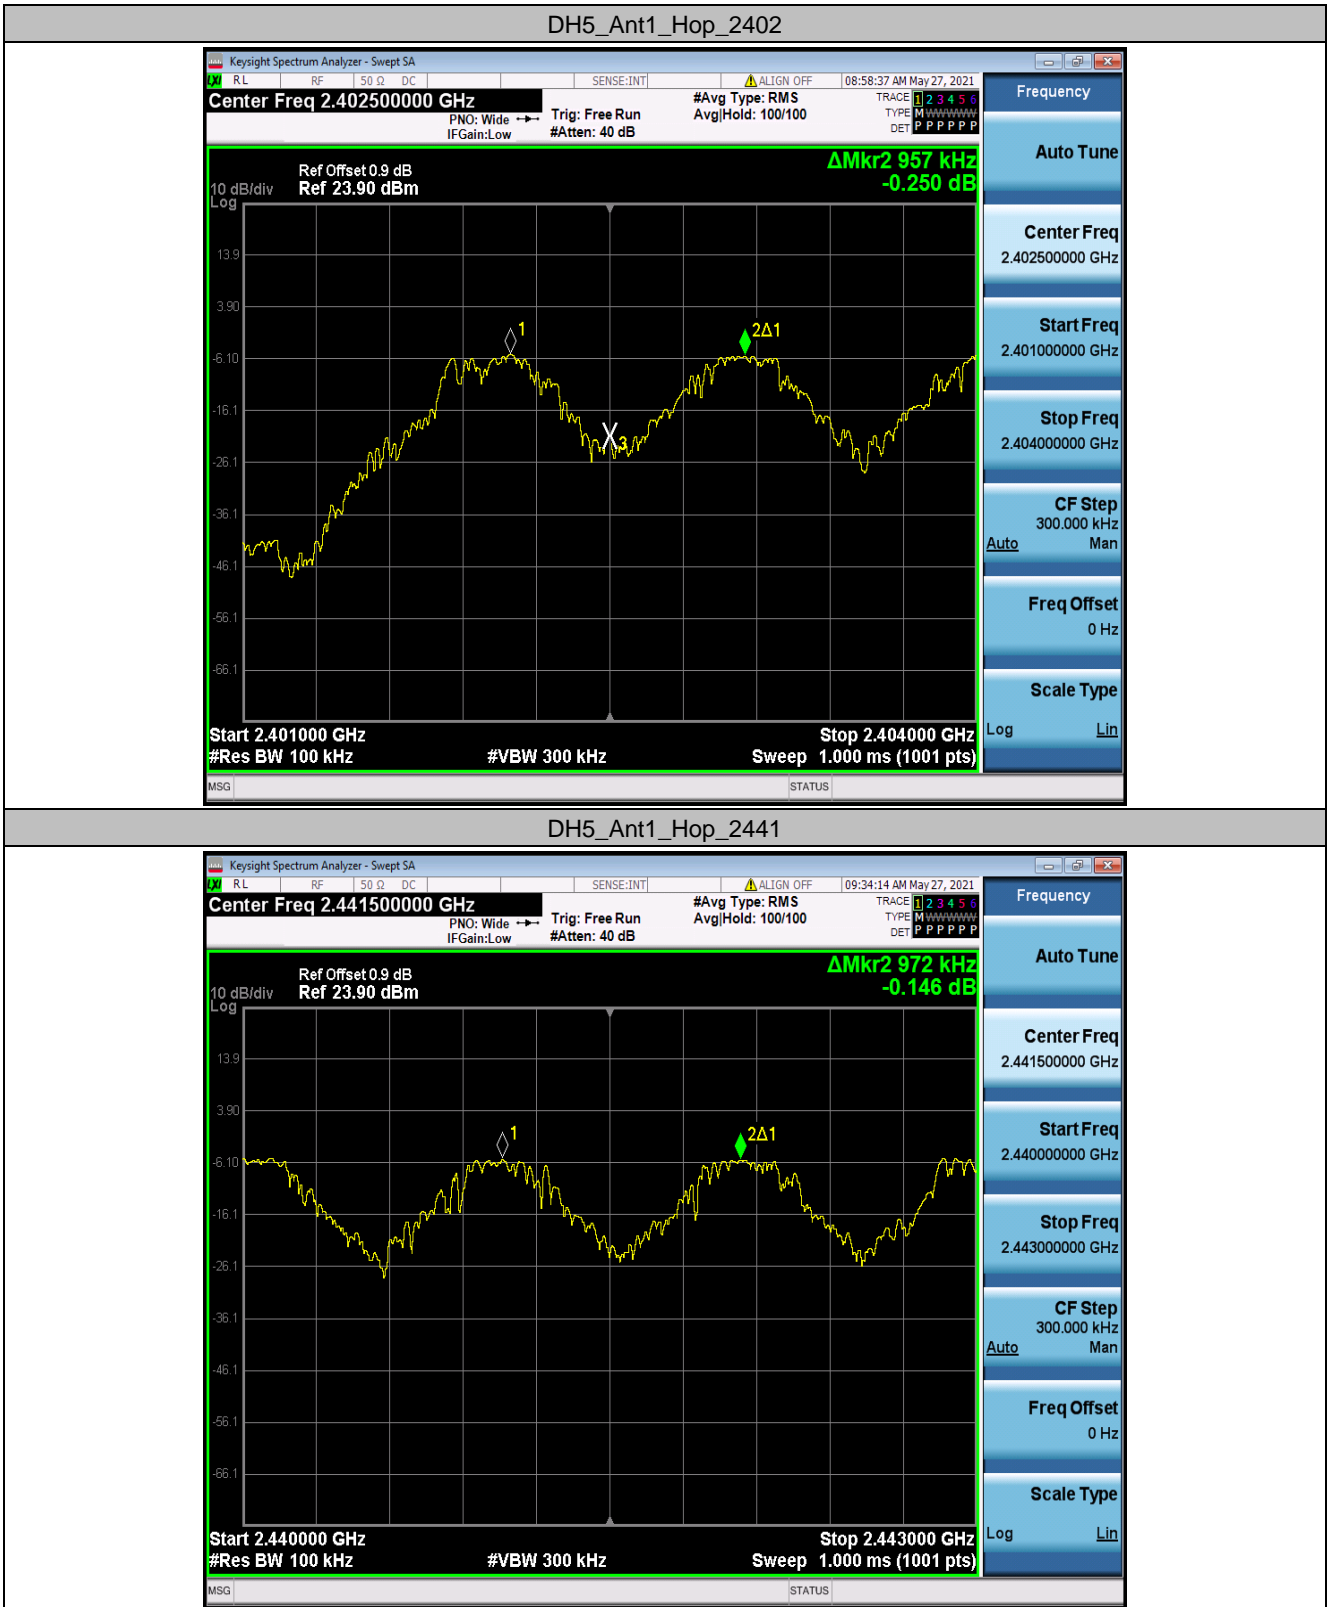 DH5_Ant1_Hop_2402
Keysight Spectrum Analyzer - Swept SA
LXI RL RF 50 Ω DC SENSE:INT ALIGN OFF 08:58:37 AM May 27, 2021
Center Freq 2.402500000 GHz
PNO: Wide
IFGain:Low
Trig: Free Run
#Atten: 40 dB
#Avg Type: RMS
Avg|Hold: 100/100
TRACE 1 2 3 4 5 6
TYPE M WWWWW
DET P P P P P P
Frequency
Auto Tune
ΔMkr2 957 kHz
-0.250 dB
Ref Offset 0.9 dB
Ref 23.90 dBm
10 dB/div
Log
13.9
3.90
-6.10
-16.1
-26.1
-36.1
-46.1
-56.1
-66.1
1
2Δ1
3
Center Freq
2.402500000 GHz
Start Freq
2.401000000 GHz
Stop Freq
2.404000000 GHz
CF Step
300.000 kHz
Auto Man
Freq Offset
0 Hz
Scale Type
Log Lin
Start 2.401000 GHz Stop 2.404000 GHz
#Res BW 100 kHz #VBW 300 kHz Sweep 1.000 ms (1001 pts)
MSG STATUS
DH5_Ant1_Hop_2441
Keysight Spectrum Analyzer - Swept SA
LXI RL RF 50 Ω DC SENSE:INT ALIGN OFF 09:34:14 AM May 27, 2021
Center Freq 2.441500000 GHz
PNO: Wide
IFGain:Low
Trig: Free Run
#Atten: 40 dB
#Avg Type: RMS
Avg|Hold: 100/100
TRACE 1 2 3 4 5 6
TYPE M WWWWW
DET P P P P P P
Frequency
Auto Tune
ΔMkr2 972 kHz
-0.146 dB
Ref Offset 0.9 dB
Ref 23.90 dBm
10 dB/div
Log
13.9
3.90
-6.10
-16.1
-26.1
-36.1
-46.1
-56.1
-66.1
1
2Δ1
Center Freq
2.441500000 GHz
Start Freq
2.440000000 GHz
Stop Freq
2.443000000 GHz
CF Step
300.000 kHz
Auto Man
Freq Offset
0 Hz
Scale Type
Log Lin
Start 2.440000 GHz Stop 2.443000 GHz
#Res BW 100 kHz #VBW 300 kHz Sweep 1.000 ms (1001 pts)
MSG STATUS